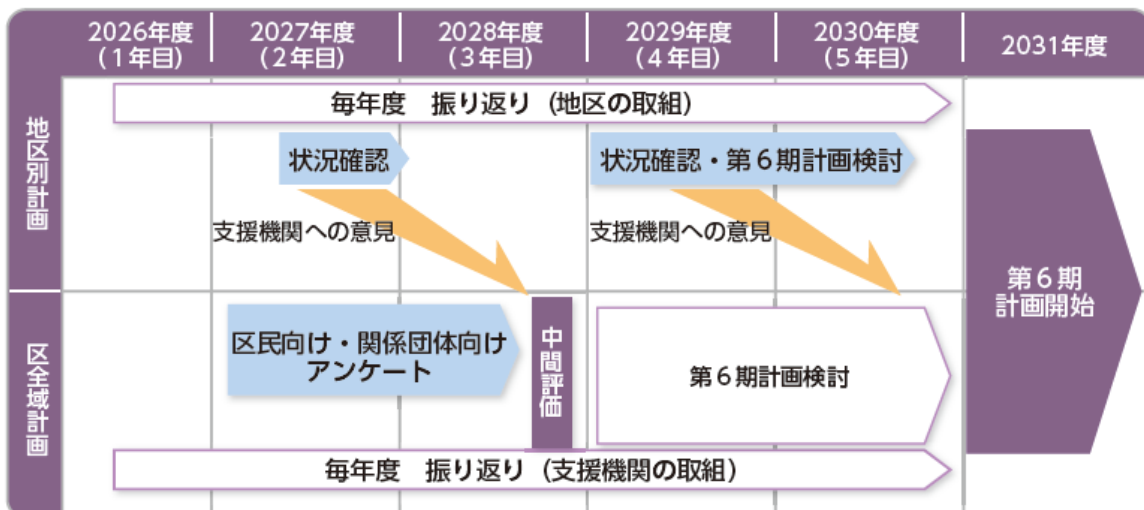 2026年度
(1年目)
2027年度
(2年目)
2028年度
(3年目)
2029年度
(4年目)
2030年度
(5年目)
2031年度
地区別計画
毎年度　振り返り (地区の取組)
状況確認
状況確認・第6期計画検討
支援機関への意見
支援機関への意見
第6期
計画開始
区全域計画
区民向け・関係団体向け
アンケート
中間評価
第6期計画検討
毎年度　振り返り (支援機関の取組)